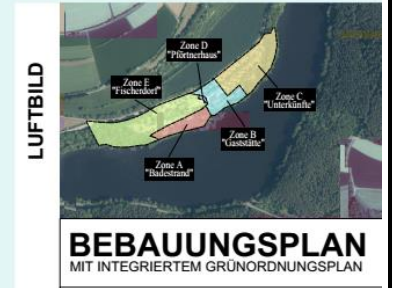 LUFTBILD
Zone D
"Pförtnerhaus"
Zone E
"Fischerdorf"
Zone C
"Unterkünfte"
Zone B
"Gaststätte"
Zone A
"Badestrand"
BEBAUUNGSPLAN
MIT INTEGRIERTEM GRÜNORDNUNGSPLAN